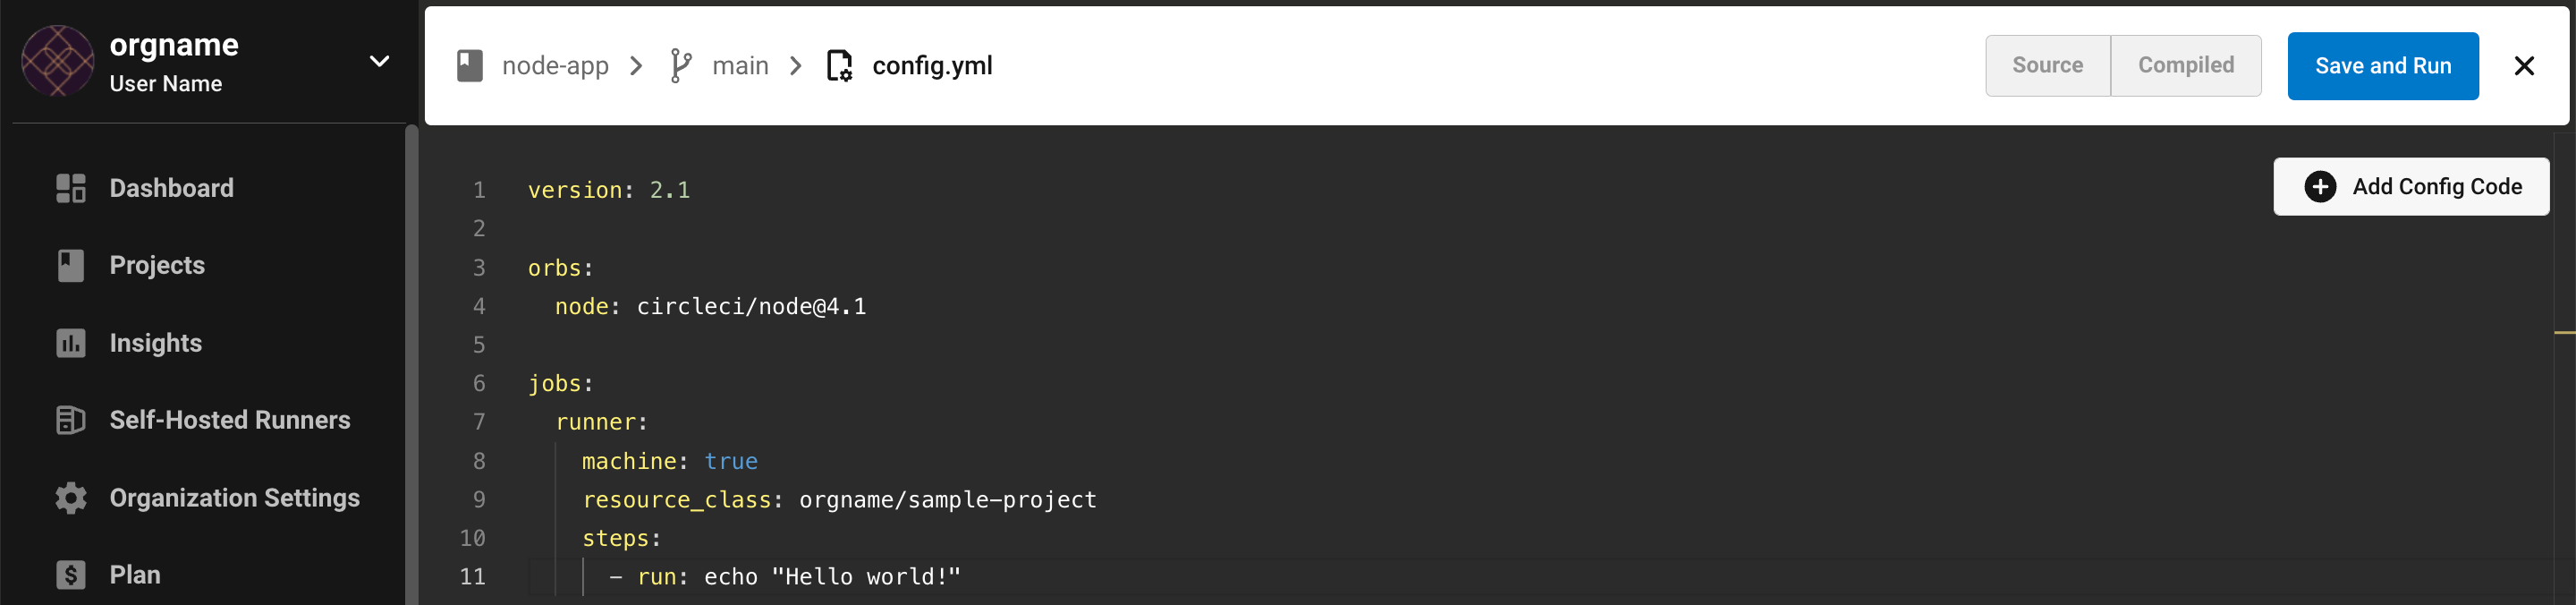 orgname
User Name
Dashboard
Projects
Insights
Self-Hosted Runners
Organization Settings
Plan
node-app main config.yml
Source Compiled Save and Run
Add Config Code
1 version: 2.1
2
3 orbs:
4   node: circleci/node@4.1
5
6 jobs:
7   runner:
8     machine: true
9     resource_class: orgname/sample-project
10     steps:
11       - run: echo "Hello world!"